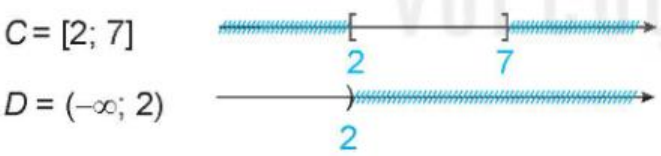 C = [2; 7]
[ ]
2 7
D = (–∞; 2)
)
2